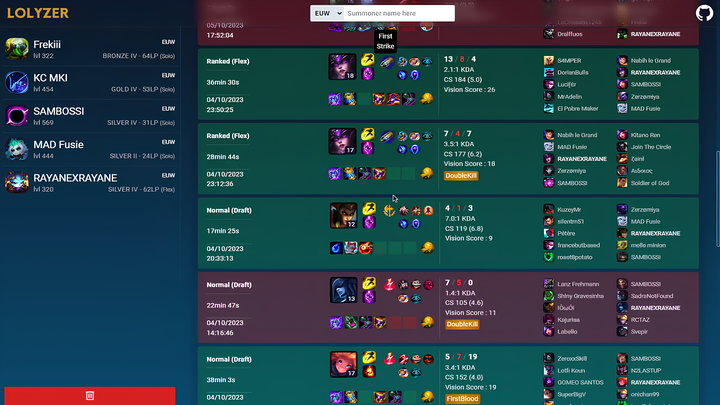 LOLYZER
EUW
Summoner name here
Frekiii
lvl 322
EUW
BRONZE IV - 64LP (Solo)
KC MKI
lvl 454
EUW
GOLD IV - 53LP (Solo)
SAMBOSSI
lvl 569
EUW
SILVER IV - 31LP (Solo)
MAD Fusie
lvl 444
EUW
SILVER II - 24LP (Solo)
RAYANEXRAYANE
lvl 320
EUW
SILVER IV - 62LP (Flex)
05/10/2023
17:52:04
First
Strike
Dralifuos
RAYANEXRAYANE
Ranked (Flex)
36min 30s
04/10/2023
23:50:25
18
13 / 8 / 4
2.1:1 KDA
CS 184 (5.0)
Vision Score : 26
S4MPER
DorianBulls
Lucifër
MrAdelin
El Pobre Maker
Nabih le Grand
RAYANEXRAYANE
SAMBOSSI
Zerzemiya
MAD Fusie
Ranked (Flex)
28min 44s
04/10/2023
23:12:36
17
7 / 4 / 7
3.5:1 KDA
CS 177 (6.2)
Vision Score : 18
DoubleKill
Nabih le Grand
MAD Fusie
RAYANEXRAYANE
Zerzemiya
SAMBOSSI
Kitano Ren
Join The Circle
Zaînl
Soldier of God
Normal (Draft)
17min 25s
04/10/2023
20:33:13
12
4 / 1 / 3
7.0:1 KDA
CS 119 (6.8)
Vision Score : 9
KuzeyMr
silentm51
Pétère
francebutbased
roast8potato
Zerzemiya
MAD Fusie
RAYANEXRAYANE
melle minion
SAMBOSSI
Normal (Draft)
22min 47s
04/10/2023
14:16:46
13
7 / 5 / 0
1.4:1 KDA
CS 105 (4.6)
Vision Score : 11
DoubleKill
Lanz Frehmann
Shiny Gravesinha
Kajurisa
Labello
SAMBOSSI
SadrsNotFound
RAYANEXRAYANE
RCTAZ
Svepir
Normal (Draft)
38min 3s
04/10/2023
17
5 / 7 / 19
3.4:1 KDA
CS 152 (4.0)
Vision Score : 19
FirstBlood
ZeroxxSkill
Lotfi Koun
GOMEO SANTOS
SuperBigV
SAMBOSSI
N2LASTUP
RAYANEXRAYANE
onichan99